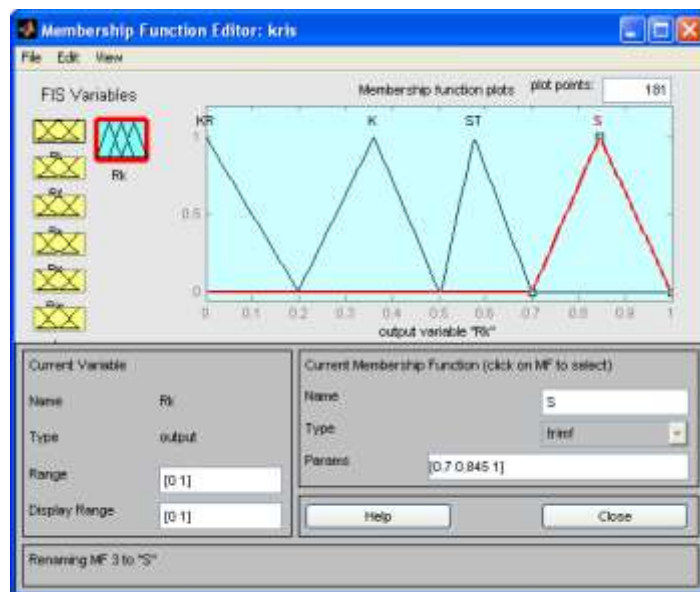 Membership Function Editor: kris
File Edit View
FIS Variables
Membership function plots
plot points:
181
Rk
KR K ST S
1
0.5
0
0 0.1 0.2 0.3 0.4 0.5 0.6 0.7 0.8 0.9 1
output variable "Rk"
Current Variable
Name Rk
Type output
Range [0 1]
Display Range [0 1]
Current Membership Function (click on MF to select)
Name S
Type trimf
Params [0.7 0.845 1]
Help
Close
Renaming MF 3 to "S"